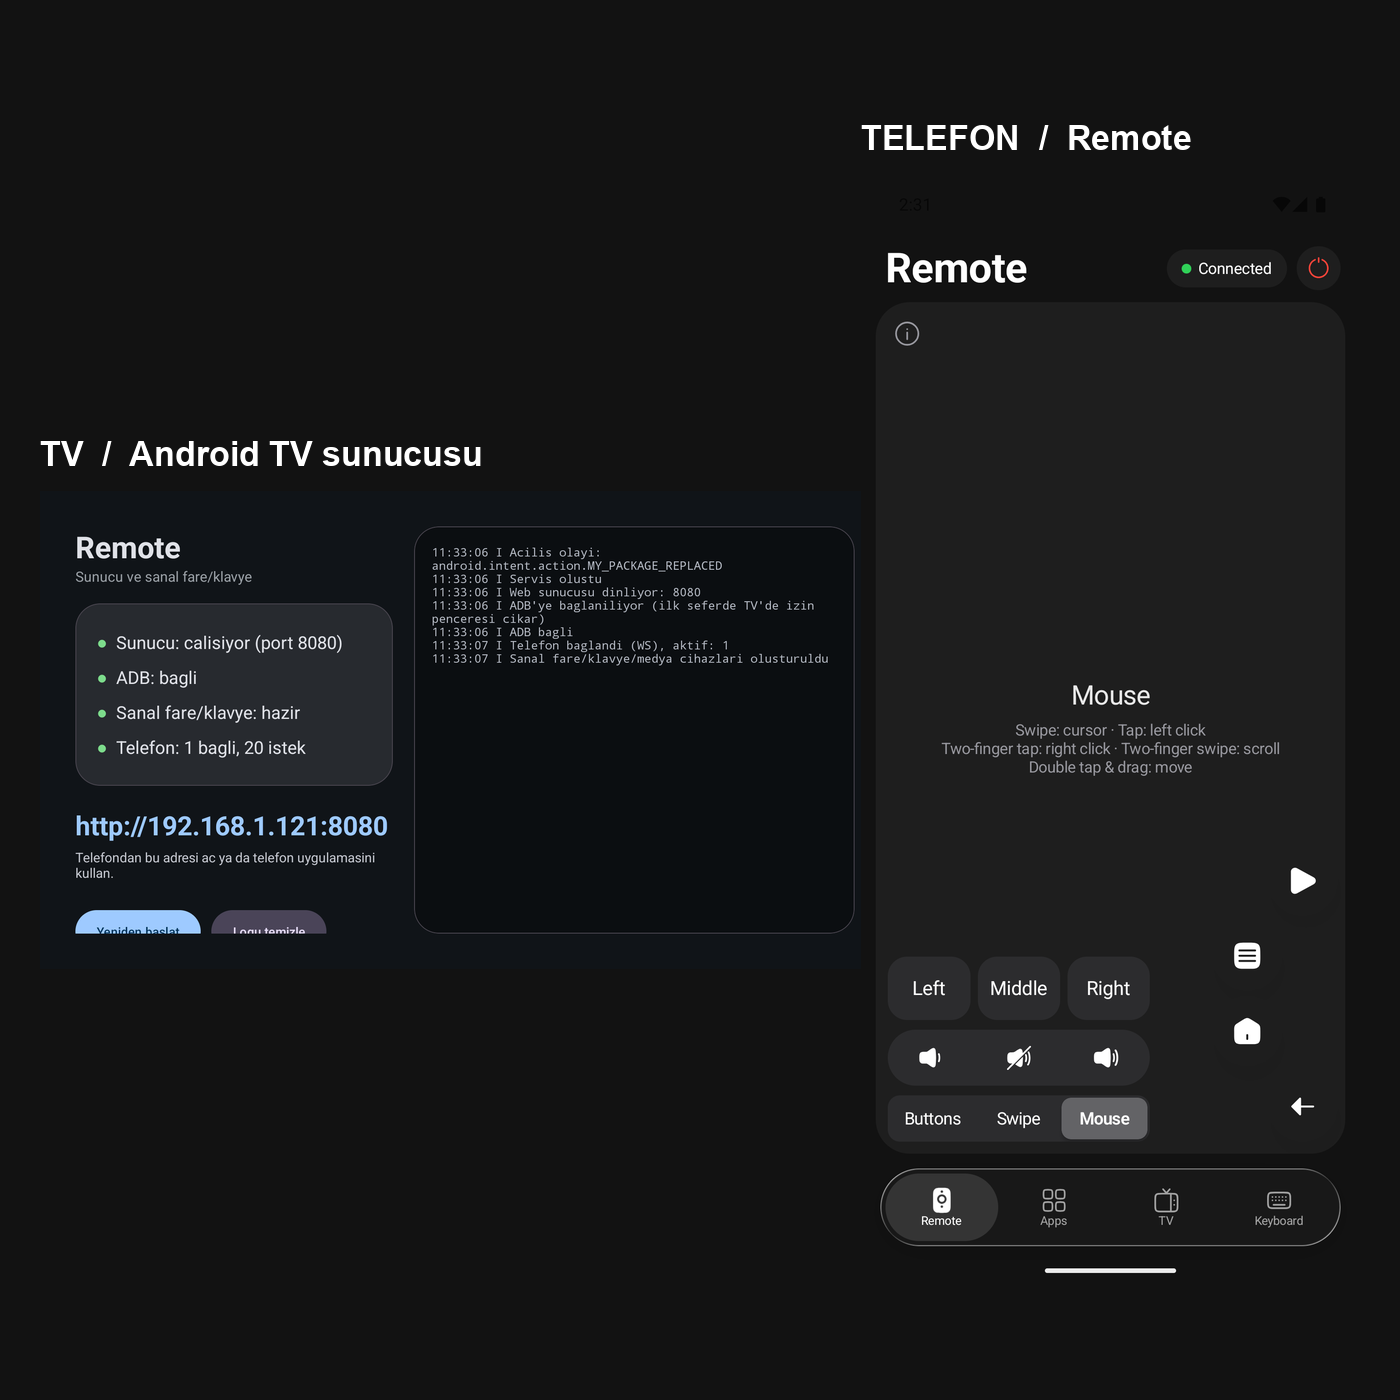 TELEFON / Remote
2:31
Remote
Connected
TV / Android TV sunucusu
Remote
Sunucu ve sanal fare/klavye
Sunucu: calisiyor (port 8080)
ADB: bagli
Sanal fare/klavye: hazir
Telefon: 1 bagli, 20 istek
http://192.168.1.121:8080
Telefondan bu adresi ac ya da telefon uygulamasini
kullan.
Yeniden baslat
Logu temizle
11:33:06 I Acilis olayi:
android.intent.action.MY_PACKAGE_REPLACED
11:33:06 I Servis olustu
11:33:06 I Web sunucusu dinliyor: 8080
11:33:06 I ADB'ye baglaniliyor (ilk seferde TV'de izin
penceresi cikar)
11:33:06 I ADB bagli
11:33:07 I Telefon baglandi (WS), aktif: 1
11:33:07 I Sanal fare/klavye/medya cihazlari olusturuldu
Mouse
Swipe: cursor · Tap: left click
Two-finger tap: right click · Two-finger swipe: scroll
Double tap & drag: move
Left Middle Right
Buttons Swipe Mouse
Remote Apps TV Keyboard